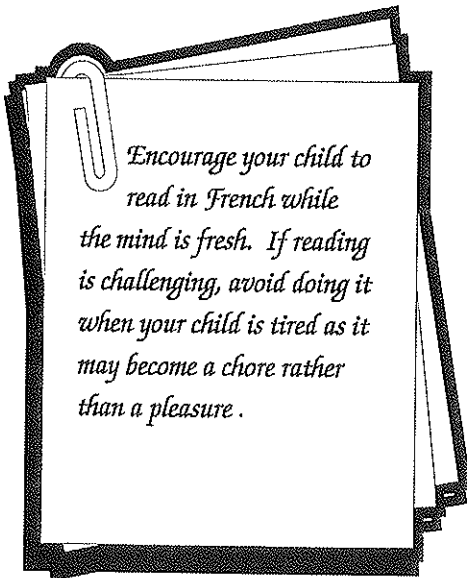 Encourage your child to
read in French while
the mind is fresh. If reading
is challenging, avoid doing it
when your child is tired as it
may become a chore rather
than a pleasure .